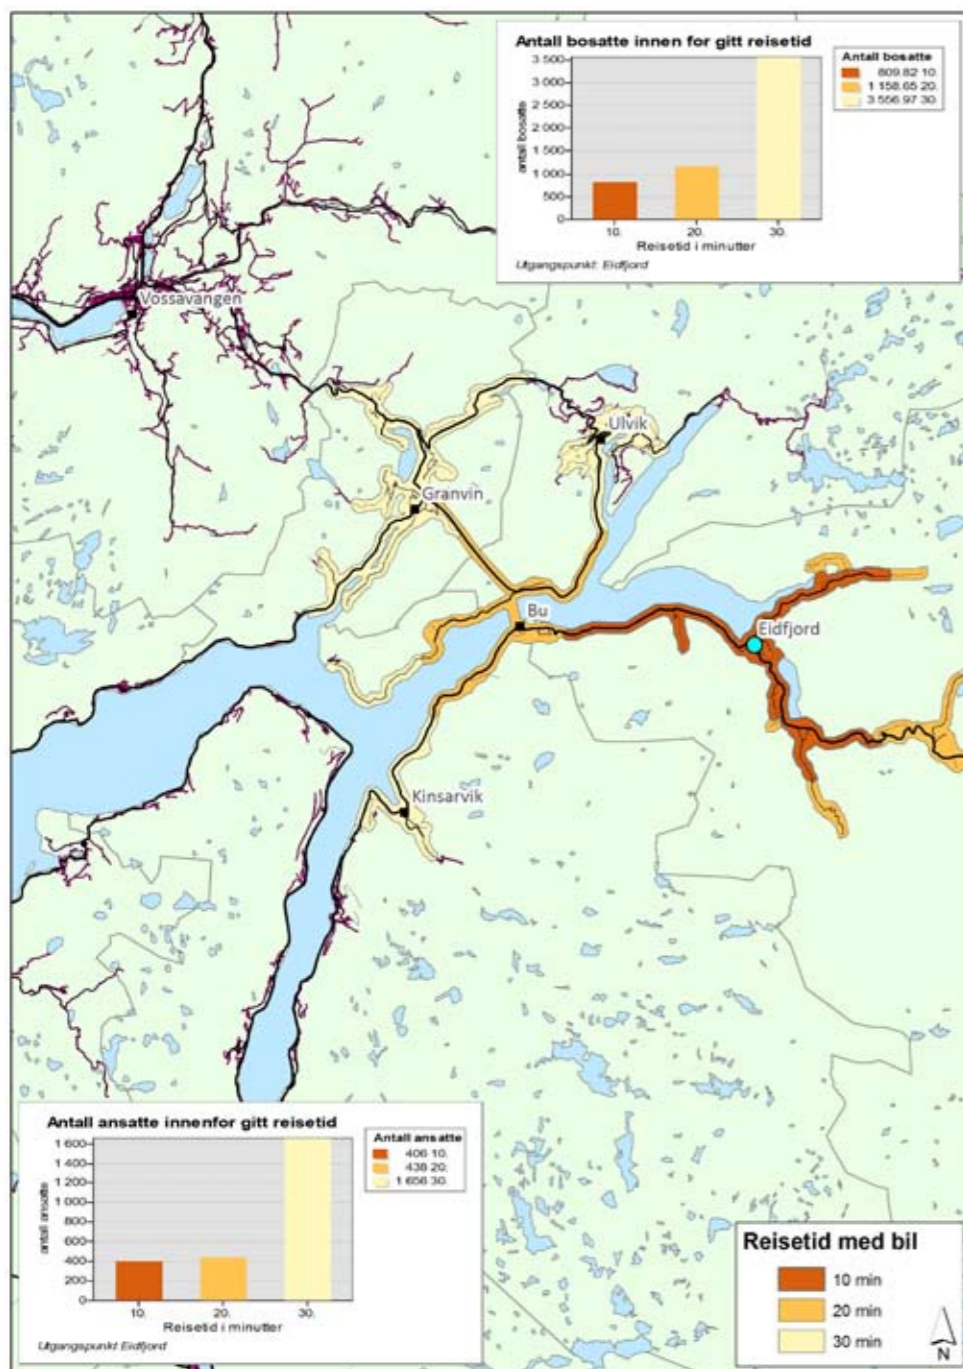 Antall bosatte innen for gitt reisetid
3 500
3 000
2 500
2 000
1 500
1 000
500
0
antall bosatte
10.
20.
30.
Reisetid i minutter
Utgangspunkt: Eidfjord
Antall bosatte
809.82 10.
1 158.65 20.
3 556.97 30.
Vossavangen
Ulvik
Granvin
Bu
Eidfjord
Kinsarvik
Antall ansatte innenfor gitt reisetid
1 600
1 400
1 200
1 000
800
600
400
200
0
antall ansatte
10.
20.
30.
Reisetid i minutter
Utgangspunkt Eidfjord
Antall ansatte
406 10.
438 20.
1 656 30.
Reisetid med bil
10 min
20 min
30 min
N